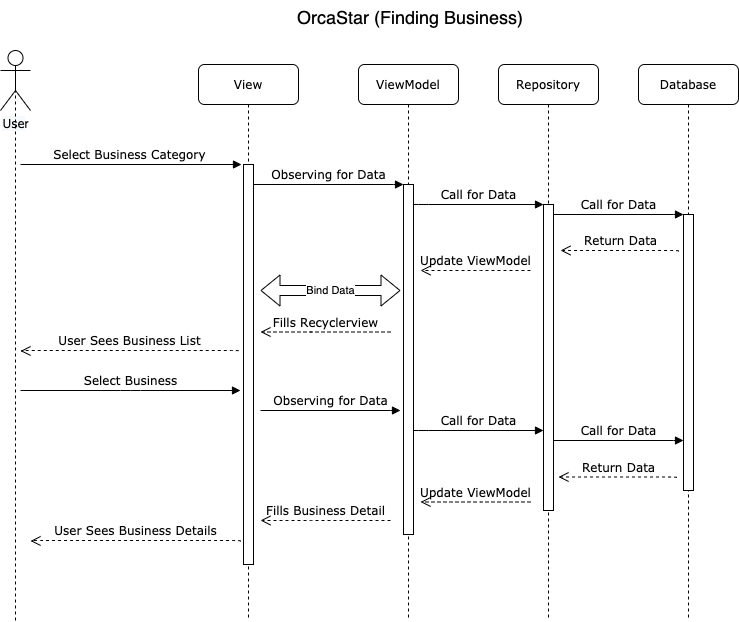 OrcaStar (Finding Business)
View
ViewModel
Repository
Database
User
Select Business Category
Observing for Data
Call for Data
Call for Data
Return Data
Update ViewModel
Bind Data
Fills Recyclerview
User Sees Business List
Select Business
Observing for Data
Call for Data
Call for Data
Return Data
Update ViewModel
Fills Business Detail
User Sees Business Details